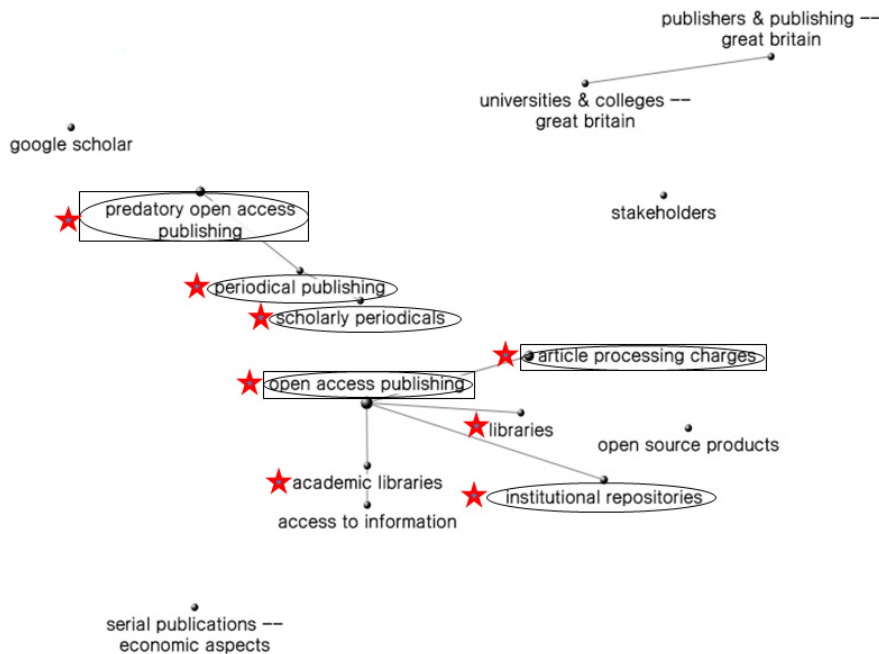 publishers & publishing --
great britain
universities & colleges --
great britain
google scholar
predatory open access
publishing
stakeholders
periodical publishing
scholarly periodicals
article processing charges
open access publishing
libraries
open source products
academic libraries
institutional repositories
access to information
serial publications --
economic aspects